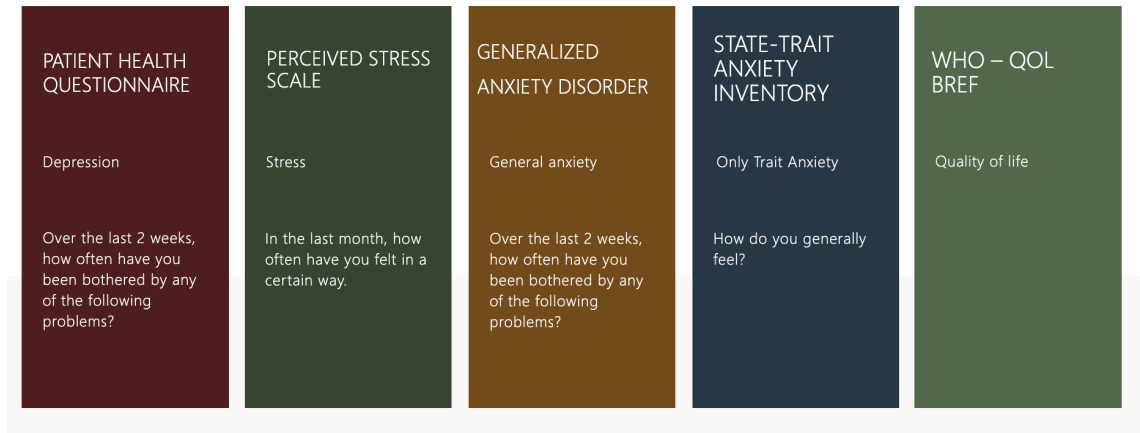 PATIENT HEALTH
QUESTIONNAIRE
Depression
Over the last 2 weeks,
how often have you
been bothered by any
of the following
problems?
PERCEIVED STRESS
SCALE
Stress
In the last month, how
often have you felt in a
certain way.
GENERALIZED
ANXIETY DISORDER
General anxiety
Over the last 2 weeks,
how often have you
been bothered by any
of the following
problems?
STATE-TRAIT
ANXIETY
INVENTORY
Only Trait Anxiety
How do you generally
feel?
WHO – QOL
BREF
Quality of life